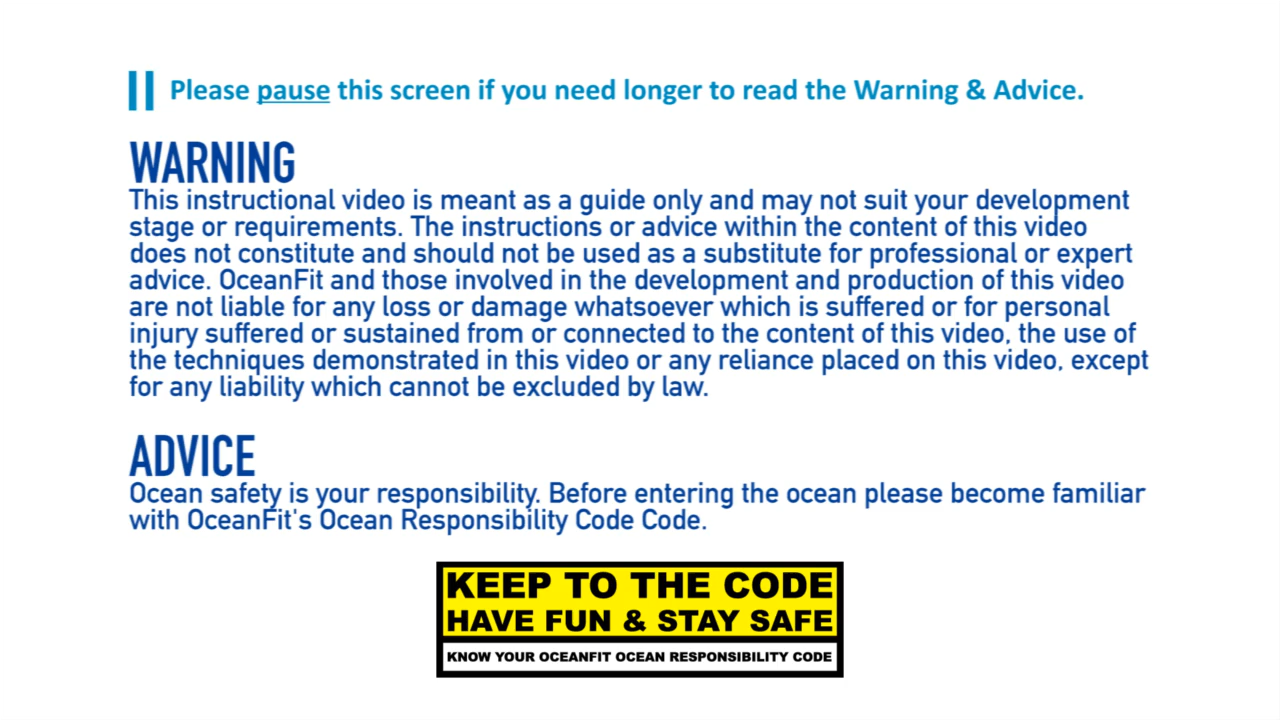 Please pause this screen if you need longer to read the Warning & Advice.
WARNING
This instructional video is meant as a guide only and may not suit your development
stage or requirements. The instructions or advice within the content of this video
does not constitute and should not be used as a substitute for professional or expert
advice. OceanFit and those involved in the development and production of this video
are not liable for any loss or damage whatsoever which is suffered or for personal
injury suffered or sustained from or connected to the content of this video, the use of
the techniques demonstrated in this video or any reliance placed on this video, except
for any liability which cannot be excluded by law.
ADVICE
Ocean safety is your responsibility. Before entering the ocean please become familiar
with OceanFit's Ocean Responsibility Code Code.
KEEP TO THE CODE
HAVE FUN & STAY SAFE
KNOW YOUR OCEANFIT OCEAN RESPONSIBILITY CODE